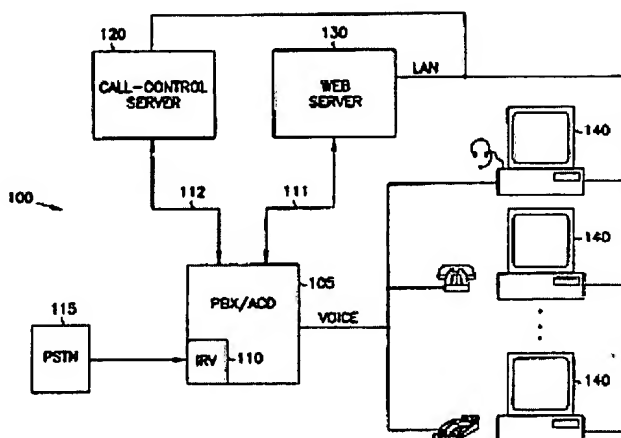 120
CALL-CONTROL
SERVER
130
WEB
SERVER
LAN
140
112
111
100
140
105
PBX/ACD
VOICE
115
PSTN
IRV
110
140